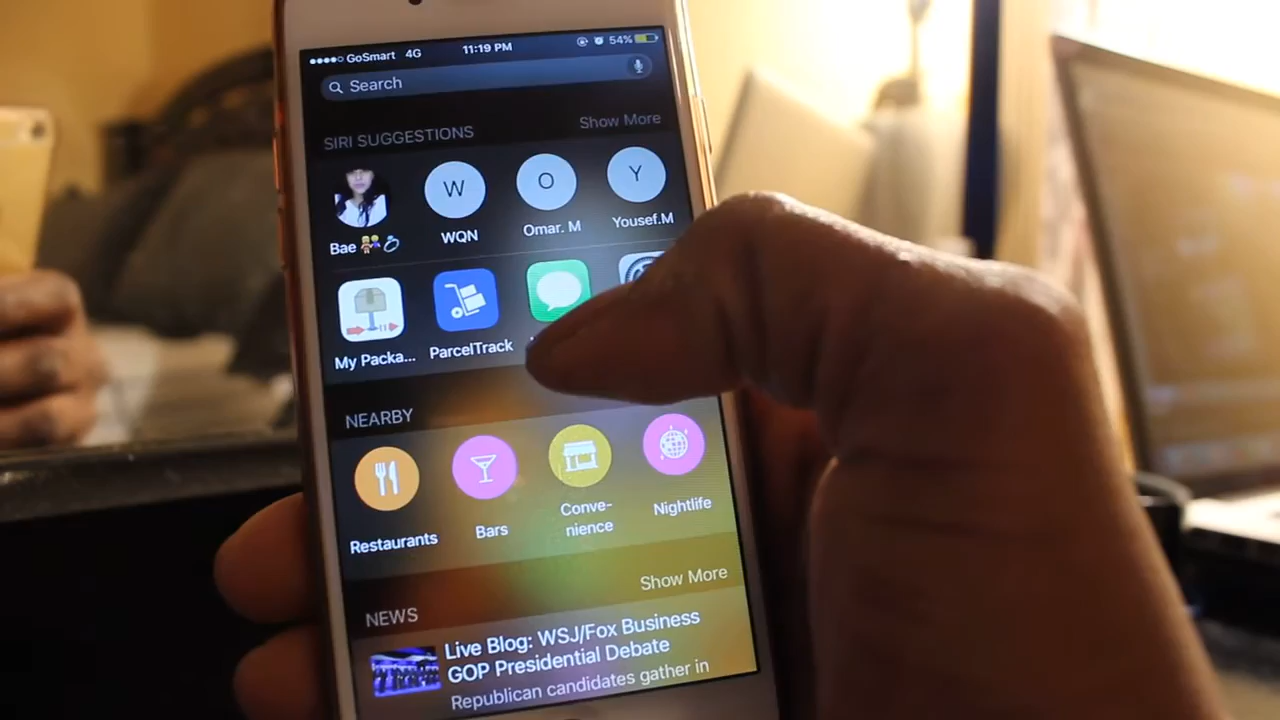 GoSmart 4G 11:19 PM 54%
Search
SIRI SUGGESTIONS Show More
W O Y
Bae WQN Omar. M Yousef.M
My Packa... ParcelTrack
NEARBY
Restaurants Bars Conve-
nience Nightlife
Show More
NEWS
Live Blog: WSJ/Fox Business
GOP Presidential Debate
Republican candidates gather in